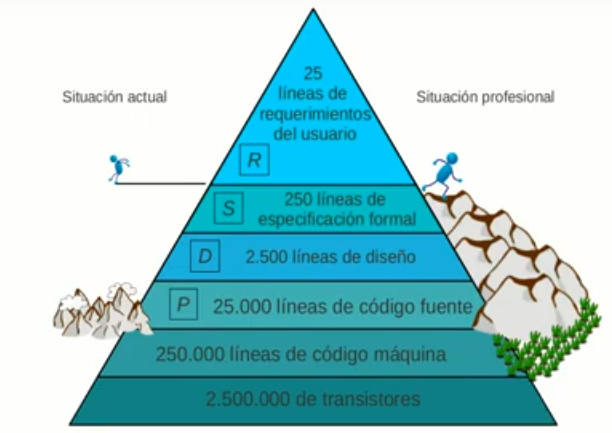 25
líneas de
requerimientos
del usuario
Situación actual
Situación profesional
R
S
250 líneas de
especificación formal
D
2.500 líneas de diseño
P
25.000 líneas de código fuente
250.000 líneas de código máquina
2.500.000 de transistores